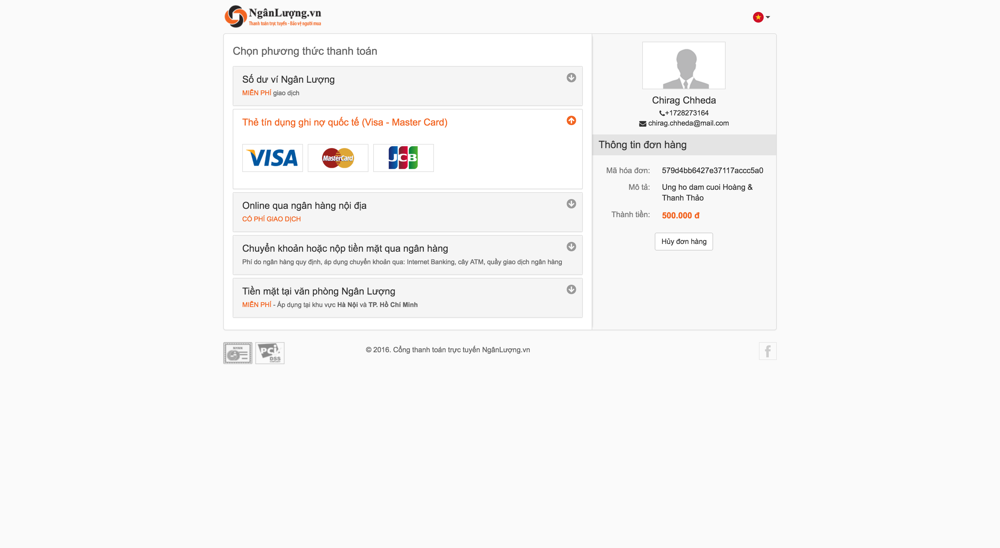 NgânLượng.vn
Thanh toán trực tuyến - Bảo vệ người mua
Chọn phương thức thanh toán
Số dư ví Ngân Lượng
MIỄN PHÍ giao dịch
Thẻ tín dụng ghi nợ quốc tế (Visa - Master Card)
VISA
MasterCard
JCB
Online qua ngân hàng nội địa
CÓ PHÍ GIAO DỊCH
Chuyển khoản hoặc nộp tiền mặt qua ngân hàng
Phí do ngân hàng quy định, áp dụng chuyển khoản qua: Internet Banking, cây ATM, quầy giao dịch ngân hàng
Tiền mặt tại văn phòng Ngân Lượng
MIỄN PHÍ - Áp dụng tại khu vực Hà Nội và TP. Hồ Chí Minh
Chirag Chheda
+1728273164
chirag.chheda@mail.com
Thông tin đơn hàng
Mã hóa đơn: 579d4bb6427e37117accc5a0
Mô tả: Ung ho dam cuoi Hoàng &
Thanh Thảo
Thành tiền: 500.000 đ
Hủy đơn hàng
NHNN
PCI
DSS
© 2016. Cổng thanh toán trực tuyến NgânLượng.vn
f